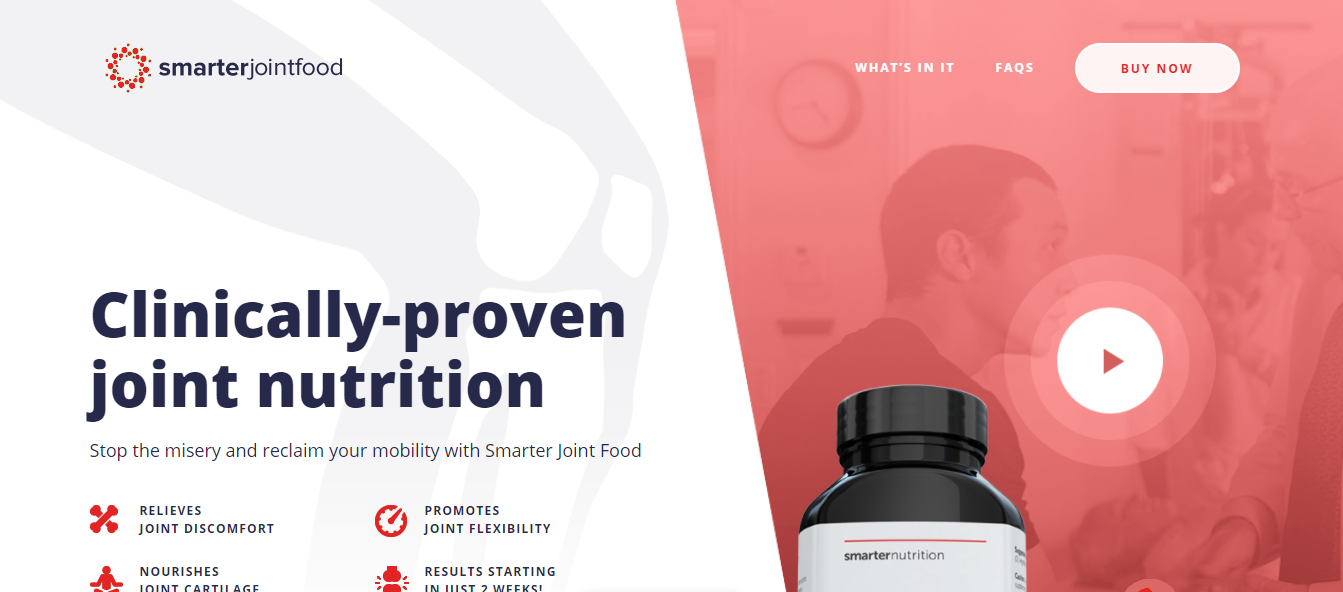 smarterjointfood
WHAT'S IN IT
FAQS
BUY NOW
Clinically-proven
joint nutrition
Stop the misery and reclaim your mobility with Smarter Joint Food
RELIEVES
JOINT DISCOMFORT
PROMOTES
JOINT FLEXIBILITY
NOURISHES
JOINT CARTILAGE
RESULTS STARTING
IN JUST 2 WEEKS!
smarternutrition